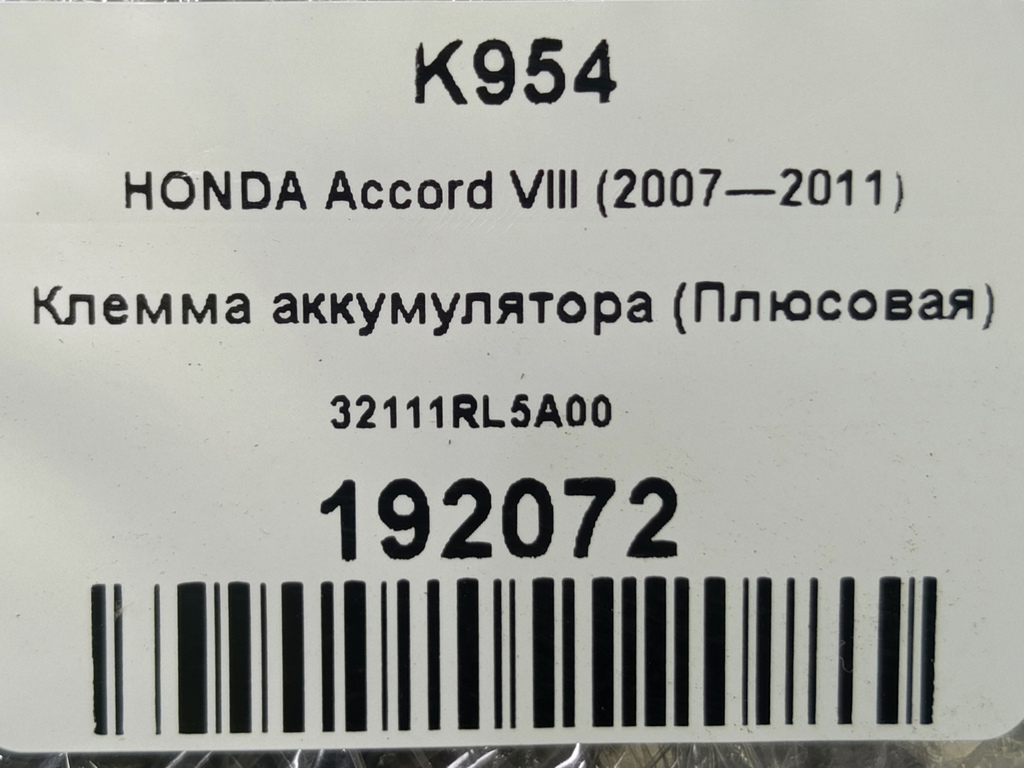 K954
HONDA Accord VIII (2007—2011)
Клемма аккумулятора (Плюсовая)
32111RL5A00
192072